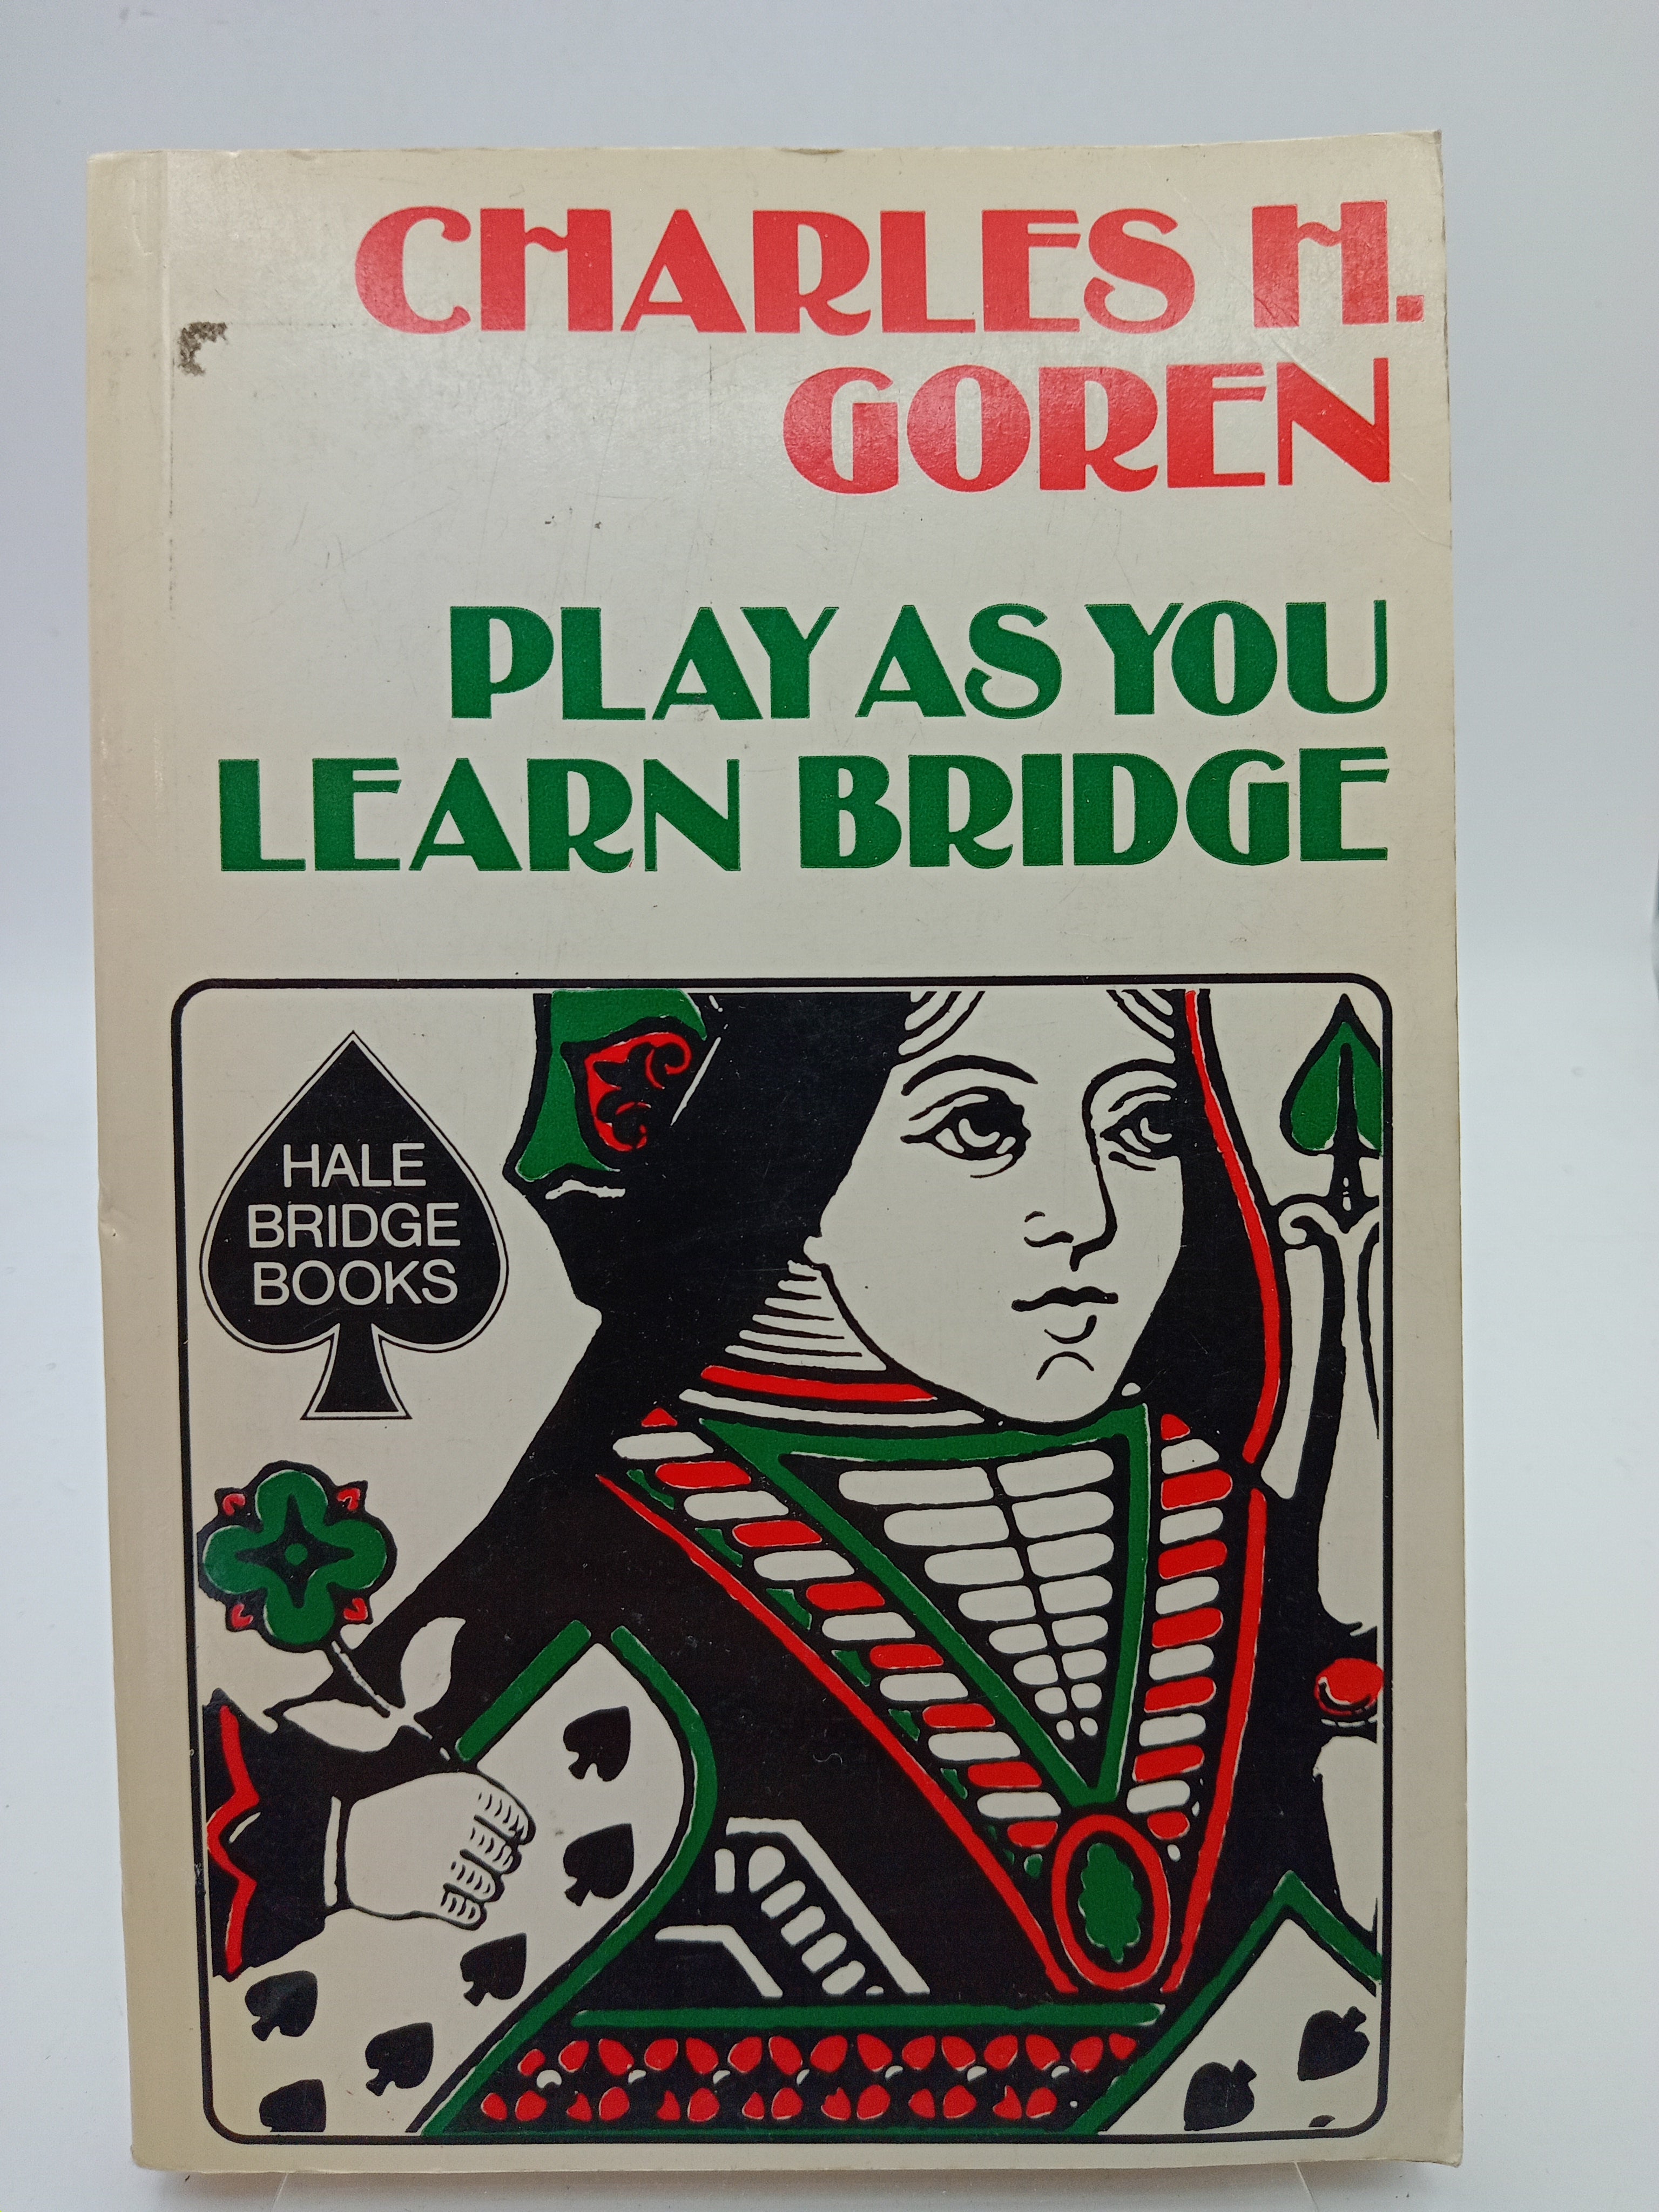 CHARLES H.
GOREN
PLAY AS YOU
LEARN BRIDGE
HALE
BRIDGE
BOOKS